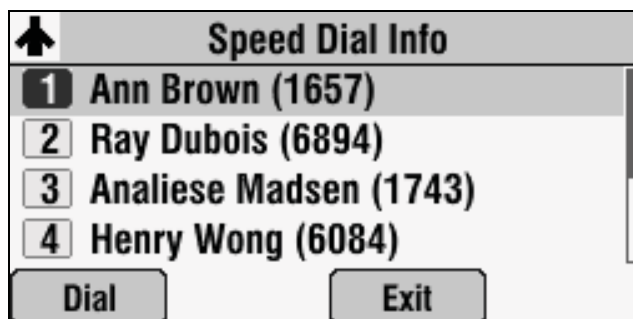 Speed Dial Info
1 Ann Brown (1657)
2 Ray Dubois (6894)
3 Analiese Madsen (1743)
4 Henry Wong (6084)
Dial Exit